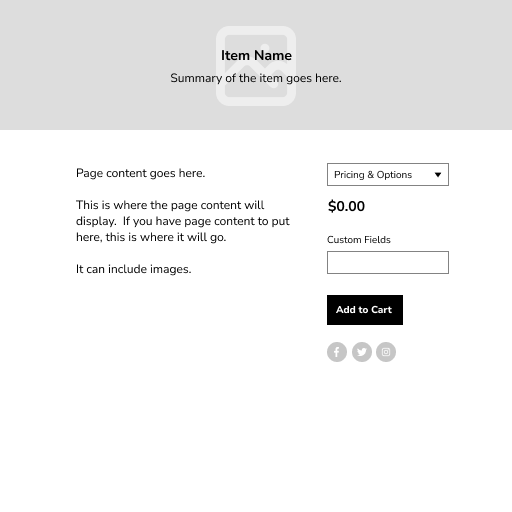 Item Name
Summary of the item goes here.
Page content goes here.
This is where the page content will
display.  If you have page content to put
here, this is where it will go.
It can include images.
Pricing & Options
$0.00
Custom Fields
Add to Cart